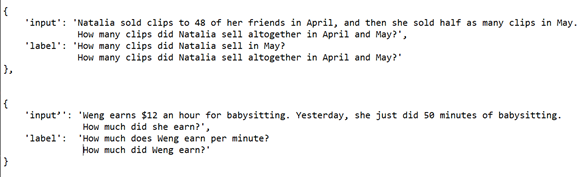 {
'input': 'Natalia sold clips to 48 of her friends in April, and then she sold half as many clips in May.
How many clips did Natalia sell altogether in April and May?',
'label': 'How many clips did Natalia sell in May?
How many clips did Natalia sell altogether in April and May?'
},
{
'input'': 'Weng earns $12 an hour for babysitting. Yesterday, she just did 50 minutes of babysitting.
How much did she earn?',
'label': 'How much does Weng earn per minute?
How much did Weng earn?'
}